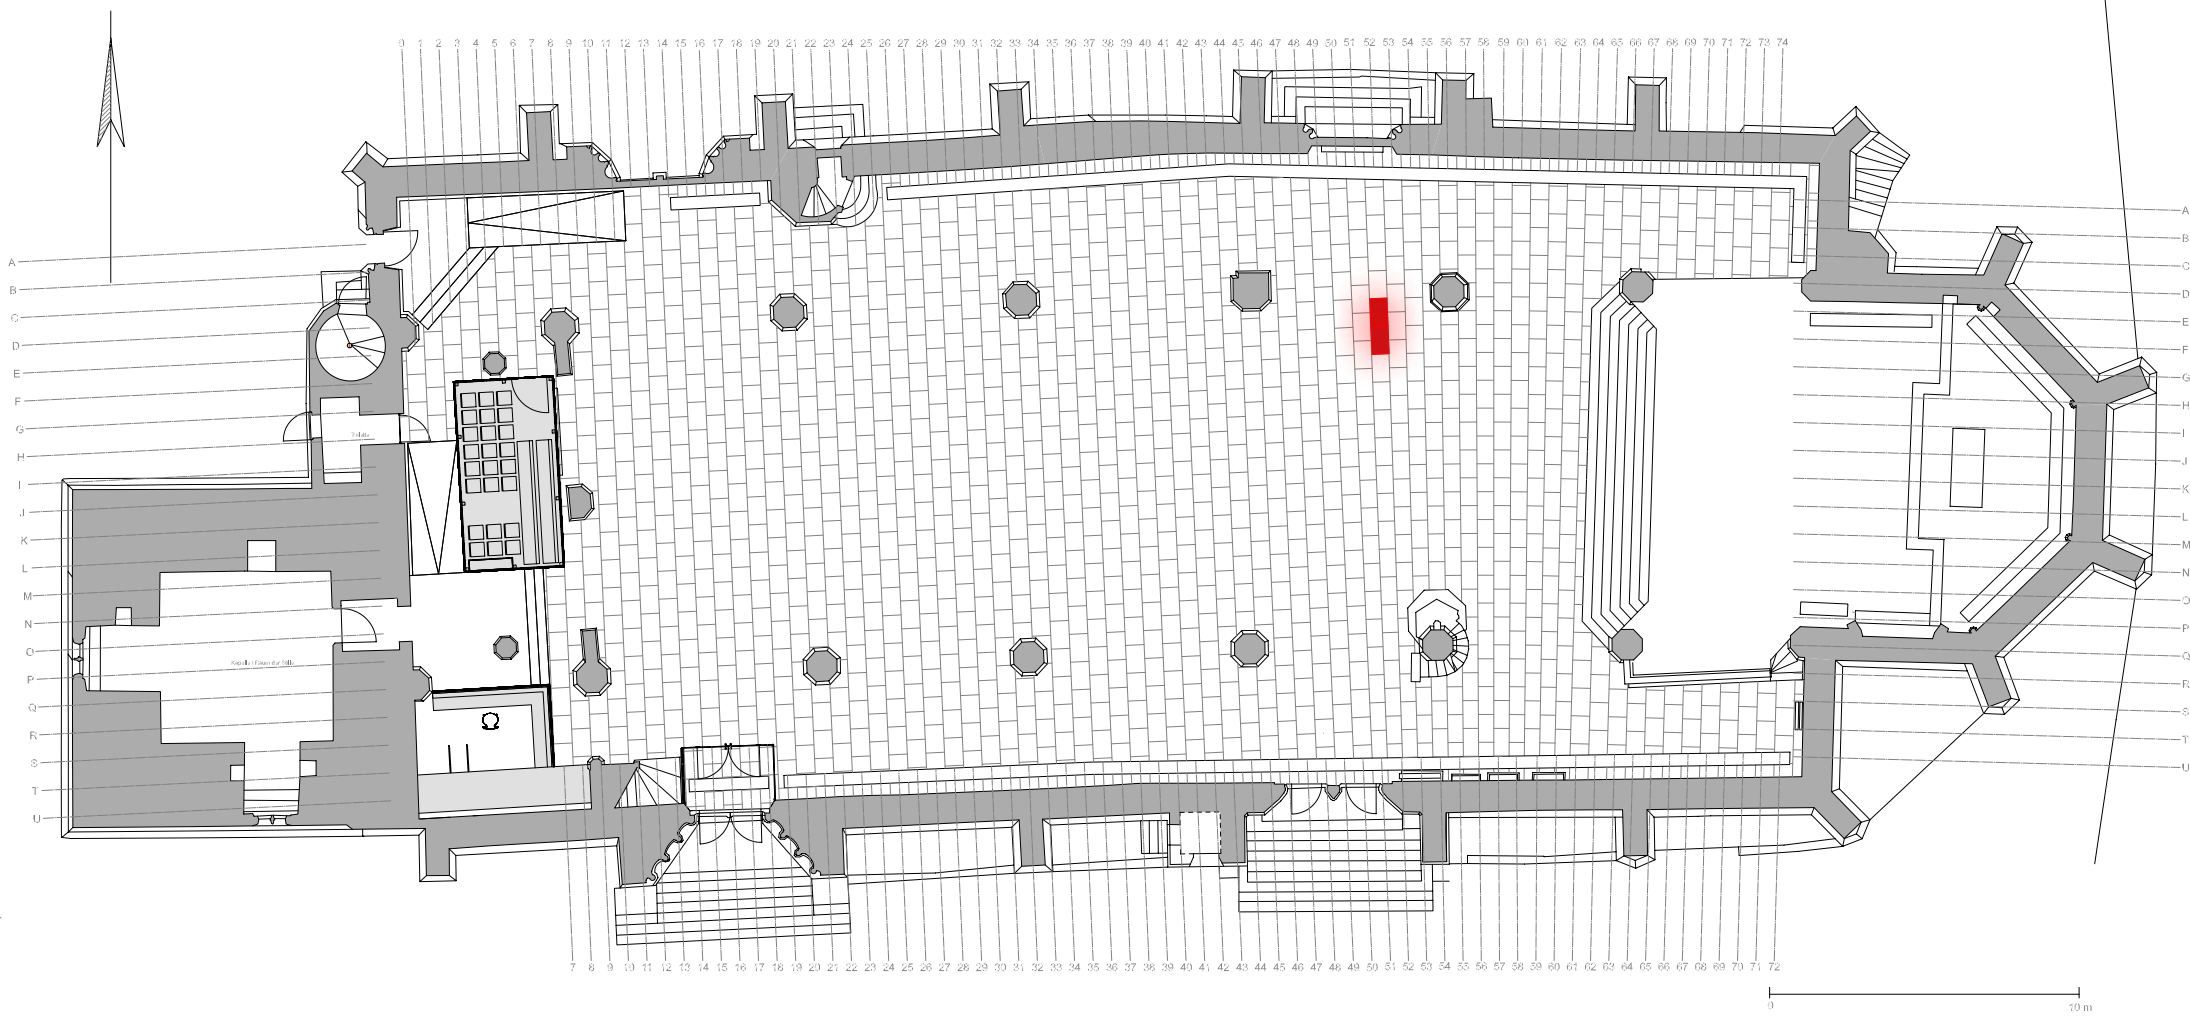 0 1 2 3 4 5 6 7 8 9 10 11 12 13 14 15 16 17 18 19 20 21 22 23 24 25 26 27 28 29 30 31 32 33 34 35 36 37 38 39 40 41 42 43 44 45 46 47 48 49 50 51 52 53 54 55 56 57 58 59 60 61 62 63 64 65 66 67 68 69 70 71 72 73 74
A
B
C
D
E
F
G
H
I
J
K
L
M
N
O
P
Q
R
S
T
U
Kapelle / Raum der Stille
A
B
C
D
E
F
G
H
I
J
K
L
M
N
O
P
Q
R
S
T
U
7 8 9 10 11 12 13 14 15 16 17 18 19 20 21 22 23 24 25 26 27 28 29 30 31 32 33 34 35 36 37 38 39 40 41 42 43 44 45 46 47 48 49 50 51 52 53 54 55 56 57 58 59 60 61 62 63 64 65 66 67 68 69 70 71 72
0 10 m